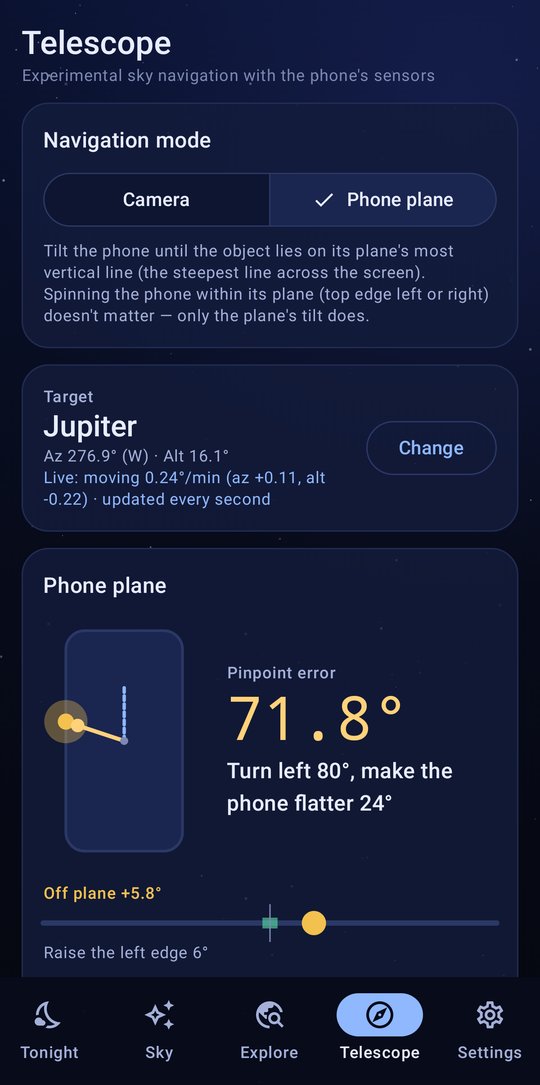 Telescope
Experimental sky navigation with the phone's sensors
Navigation mode
Camera
Phone plane
Tilt the phone until the object lies on its plane's most
vertical line (the steepest line across the screen).
Spinning the phone within its plane (top edge left or right)
doesn't matter — only the plane's tilt does.
Target
Jupiter
Az 276.9° (W) · Alt 16.1°
Live: moving 0.24°/min (az +0.11, alt
-0.22) · updated every second
Change
Phone plane
Pinpoint error
71.8°
Turn left 80°, make the
phone flatter 24°
Off plane +5.8°
Raise the left edge 6°
Tonight
Sky
Explore
Telescope
Settings